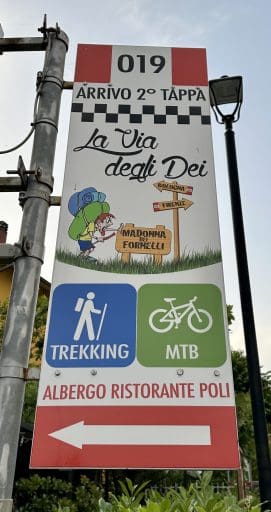 019
ARRIVO 2° TAPPA
La Via
degli Dei
BOLOGNA
FIRENZE
MADONNA
DEI
FORNELLI
TREKKING
MTB
ALBERGO RISTORANTE POLI